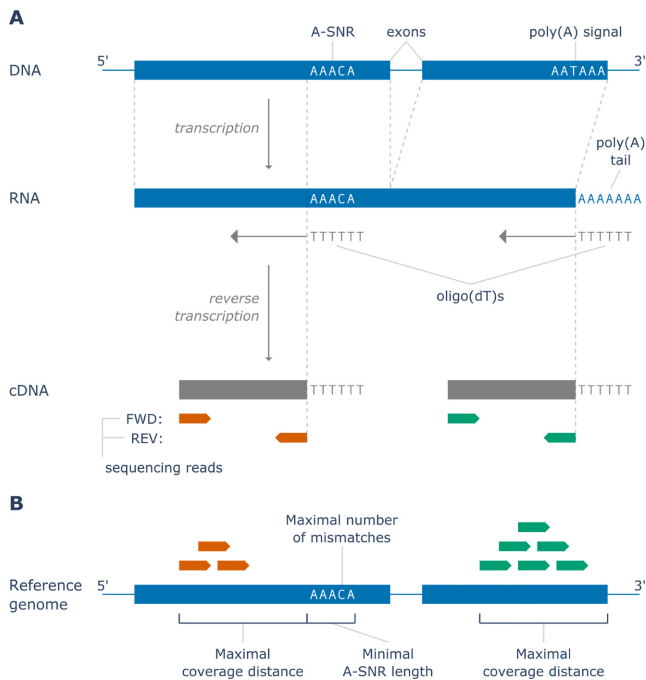 A
A-SNR exons poly(A) signal
5' 3'
DNA AAACA AATAAA
transcription
poly(A)
tail
RNA AAACA AAAAAAA
TTTTTT TTTTTT
oligo(dT)s
reverse
transcription
cDNA TTTTTT TTTTTT
FWD:
REV:
sequencing reads
B
Maximal number
of mismatches
Reference
genome
5' AAACA 3'
Maximal
coverage distance
Minimal
A-SNR length
Maximal
coverage distance